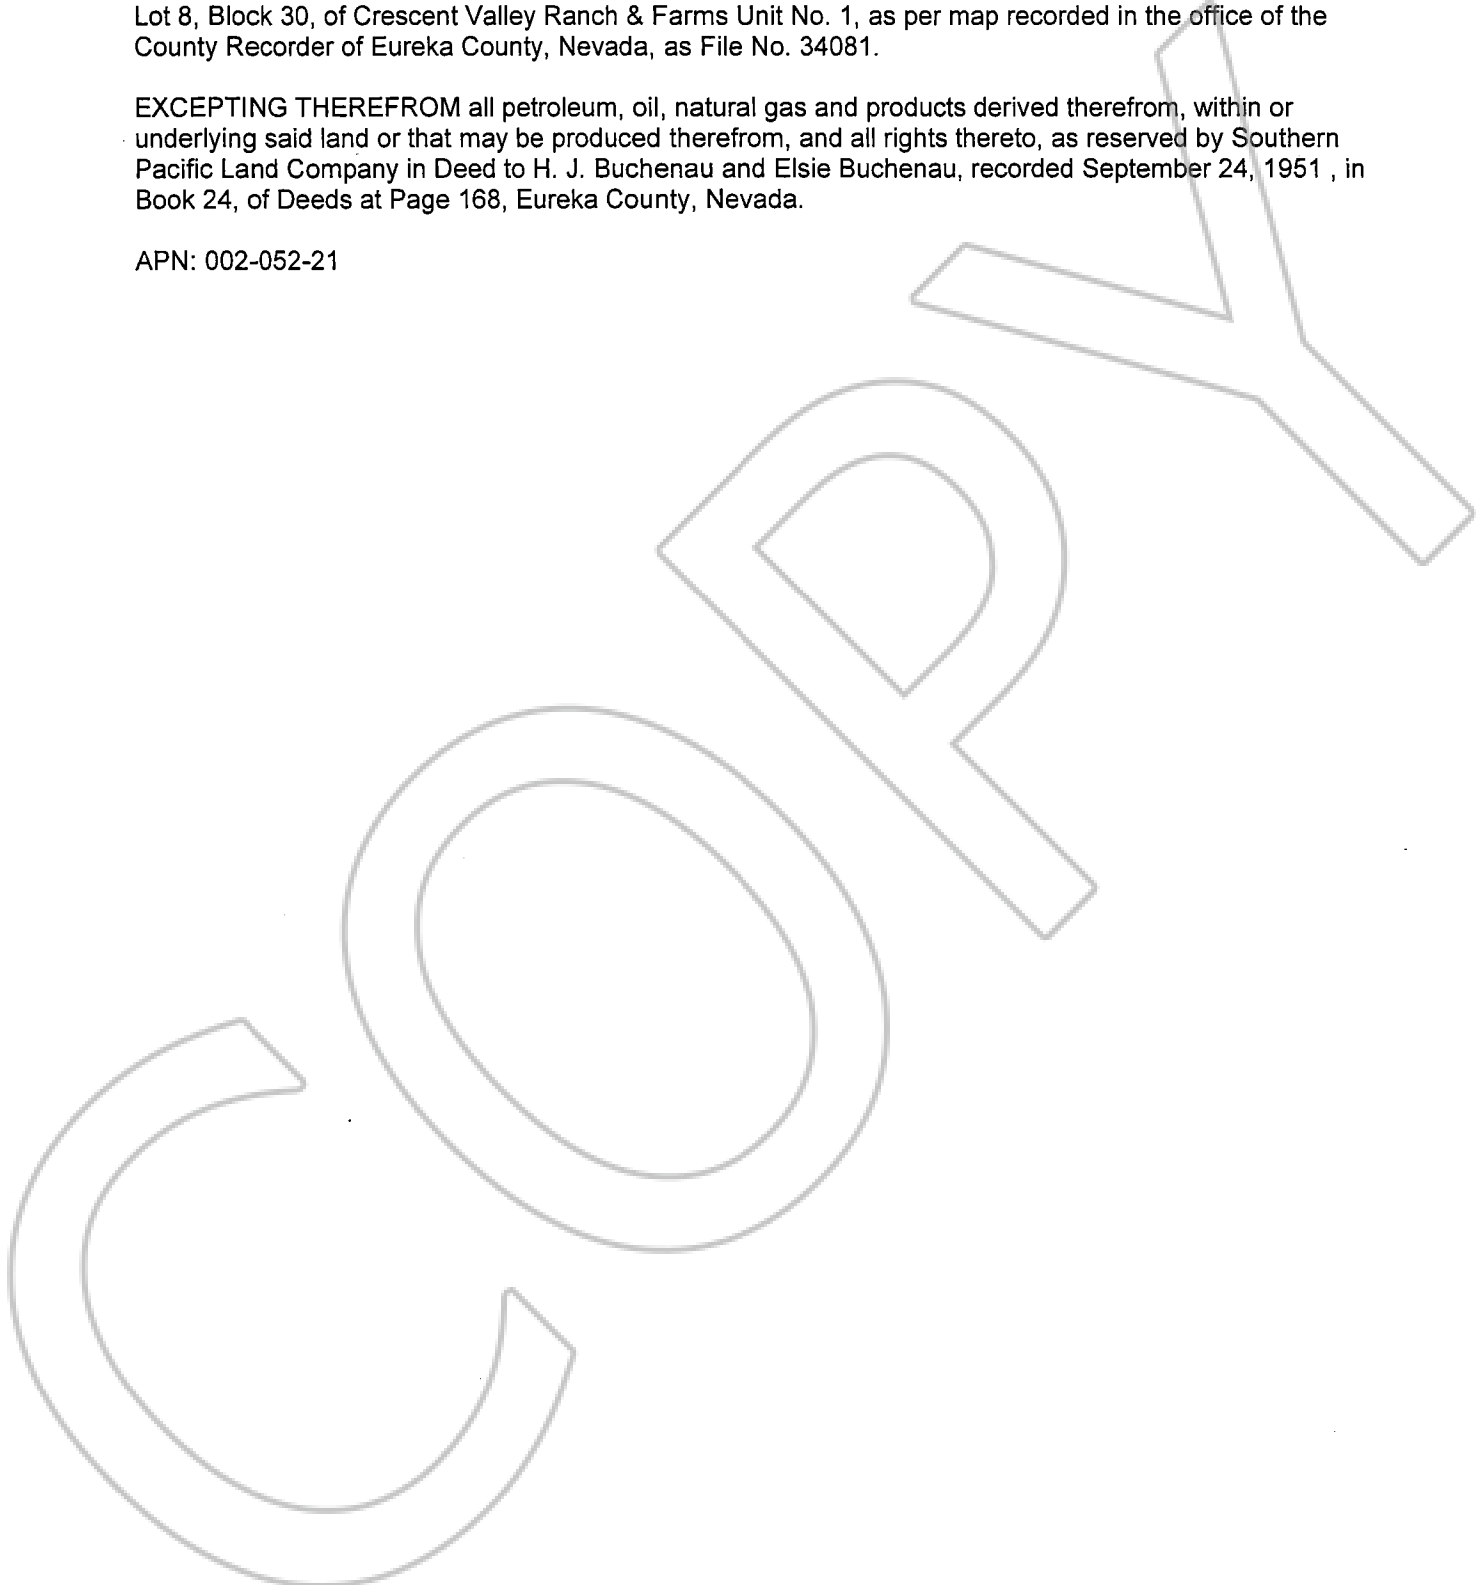 Lot 8, Block 30, of Crescent Valley Ranch & Farms Unit No. 1, as per map recorded in the office of the
County Recorder of Eureka County, Nevada, as File No. 34081.
EXCEPTING THEREFROM all petroleum, oil, natural gas and products derived therefrom, within or
underlying said land or that may be produced therefrom, and all rights thereto, as reserved by Southern
Pacific Land Company in Deed to H. J. Buchenau and Elsie Buchenau, recorded September 24, 1951 , in
Book 24, of Deeds at Page 168, Eureka County, Nevada.
APN: 002-052-21
COPY